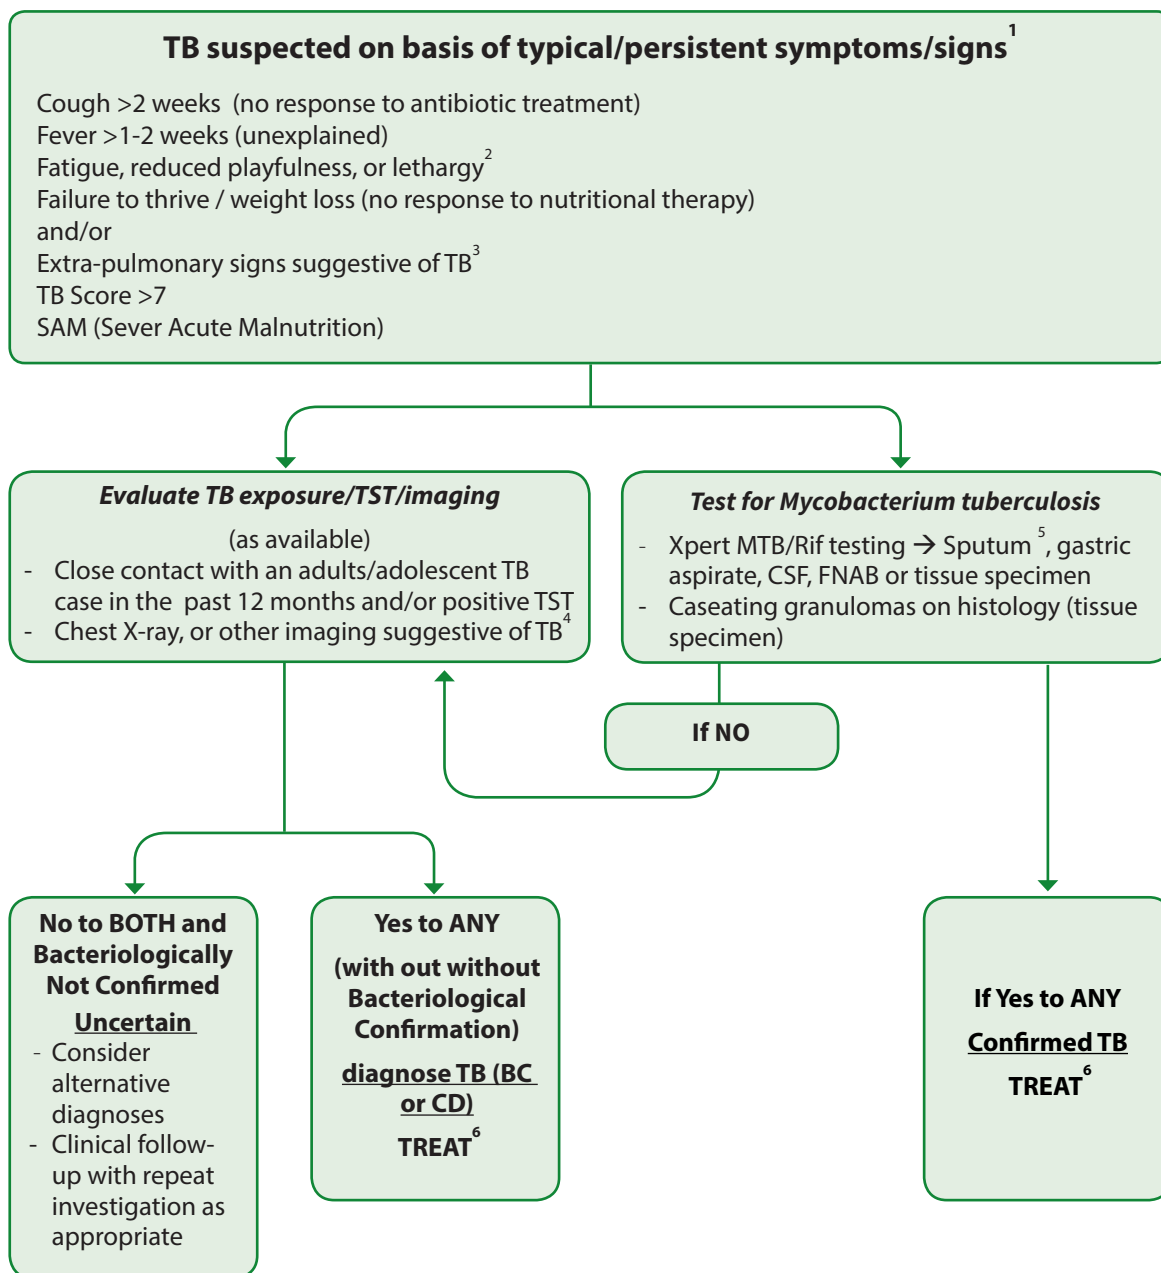 TB suspected on basis of typical/persistent symptoms/signs1
Cough >2 weeks (no response to antibiotic treatment)
Fever >1-2 weeks (unexplained)
Fatigue, reduced playfulness, or lethargy2
Failure to thrive / weight loss (no response to nutritional therapy)
and/or
Extra-pulmonary signs suggestive of TB3
TB Score >7
SAM (Sever Acute Malnutrition)
Evaluate TB exposure/TST/imaging
(as available)
- Close contact with an adults/adolescent TB
case in the past 12 months and/or positive TST
- Chest X-ray, or other imaging suggestive of TB4
Test for Mycobacterium tuberculosis
- Xpert MTB/Rif testing → Sputum 5, gastric
aspirate, CSF, FNAB or tissue specimen
- Caseating granulomas on histology (tissue
specimen)
If NO
No to BOTH and
Bacteriologically
Not Confirmed
Uncertain
- Consider
alternative
diagnoses
- Clinical follow-
up with repeat
investigation as
appropriate
Yes to ANY
(with out without
Bacteriological
Confirmation)
diagnose TB (BC
or CD)
TREAT6
If Yes to ANY
Confirmed TB
TREAT6